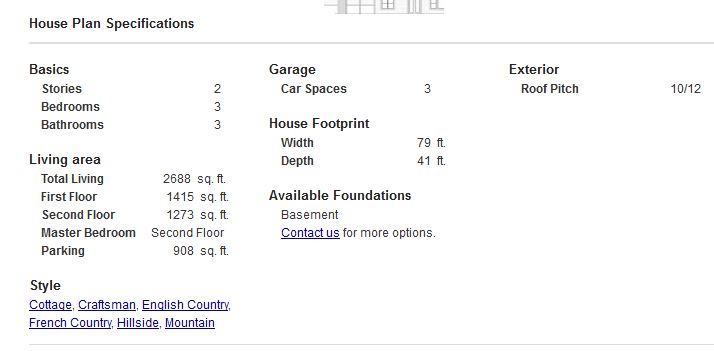 House Plan Specifications
Basics
Stories 2
Bedrooms 3
Bathrooms 3
Living area
Total Living 2688 sq. ft.
First Floor 1415 sq. ft.
Second Floor 1273 sq. ft.
Master Bedroom Second Floor
Parking 908 sq. ft.
Style
Cottage, Craftsman, English Country,
French Country, Hillside, Mountain
Garage
Car Spaces 3
House Footprint
Width 79 ft.
Depth 41 ft.
Available Foundations
Basement
Contact us for more options.
Exterior
Roof Pitch 10/12